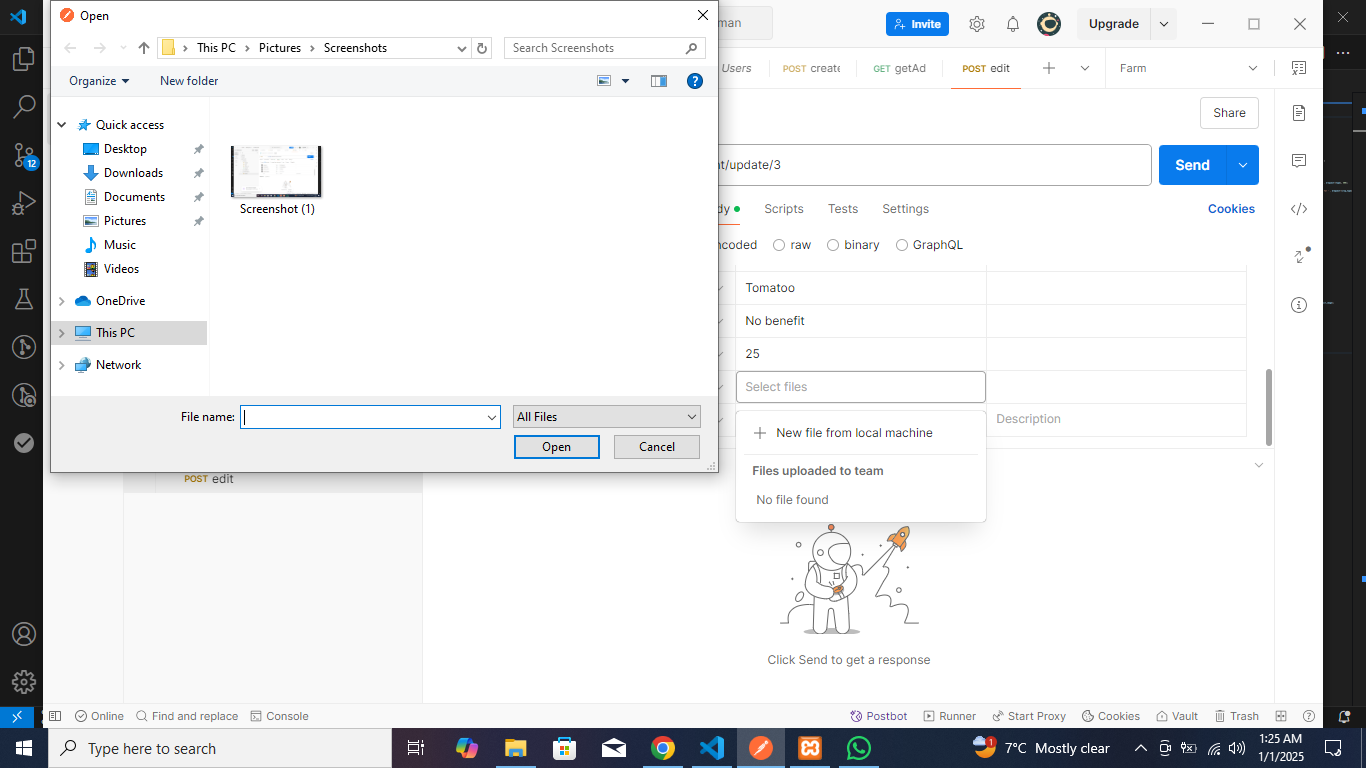 Open
This PC
Pictures
Screenshots
Search Screenshots
Organize
New folder
Quick access
Desktop
Downloads
Documents
Pictures
Music
Videos
OneDrive
This PC
Network
Screenshot (1)
File name:
All Files
Open
Cancel
man
Invite
Upgrade
Users
POST create
GET getAd
POST edit
Farm
Share
nt/update/3
Send
dy
Scripts
Tests
Settings
Cookies
ncoded
raw
binary
GraphQL
Tomatoo
No benefit
25
Select files
Description
New file from local machine
Files uploaded to team
No file found
POST edit
Click Send to get a response
12
Online
Find and replace
Console
Postbot
Runner
Start Proxy
Cookies
Vault
Trash
Type here to search
1
7°C Mostly clear
1:25 AM
1/1/2025